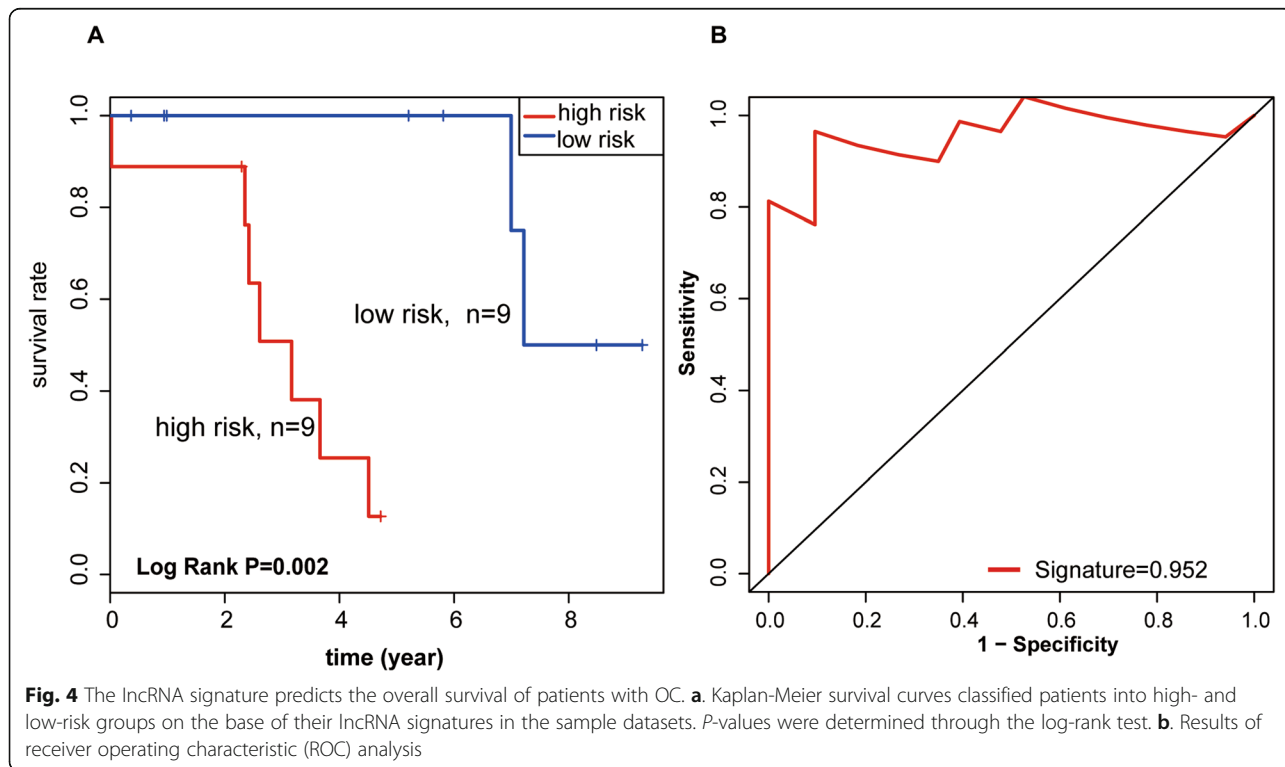 A
high risk
low risk
low risk, n=9
high risk, n=9
Log Rank P=0.002
survival rate
0.0 0.2 0.4 0.6 0.8 1.0
0 2 4 6 8
time (year)
B
Sensitivity
0.0 0.2 0.4 0.6 0.8 1.0
Signature=0.952
0.0 0.2 0.4 0.6 0.8 1.0
1 − Specificity
Fig. 4 The lncRNA signature predicts the overall survival of patients with OC. a. Kaplan-Meier survival curves classified patients into high- and
low-risk groups on the base of their lncRNA signatures in the sample datasets. P-values were determined through the log-rank test. b. Results of
receiver operating characteristic (ROC) analysis